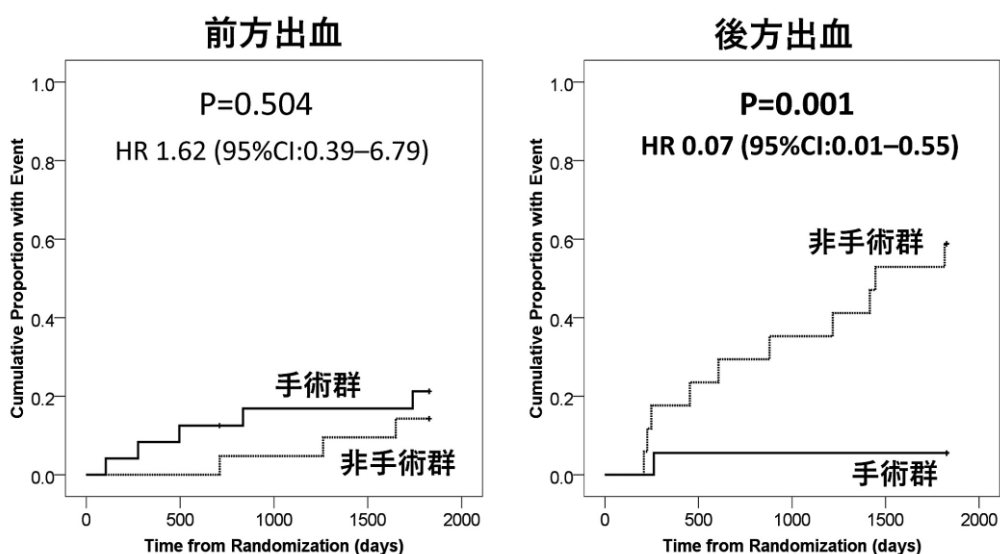 前方出血
1.0
0.8
0.6
0.4
0.2
0.0
Cumulative Proportion with Event
P=0.504
HR 1.62 (95%CI:0.39–6.79)
手術群
非手術群
0 500 1000 1500 2000
Time from Randomization (days)
後方出血
1.0
0.8
0.6
0.4
0.2
0.0
Cumulative Proportion with Event
P=0.001
HR 0.07 (95%CI:0.01–0.55)
非手術群
手術群
0 500 1000 1500 2000
Time from Randomization (days)